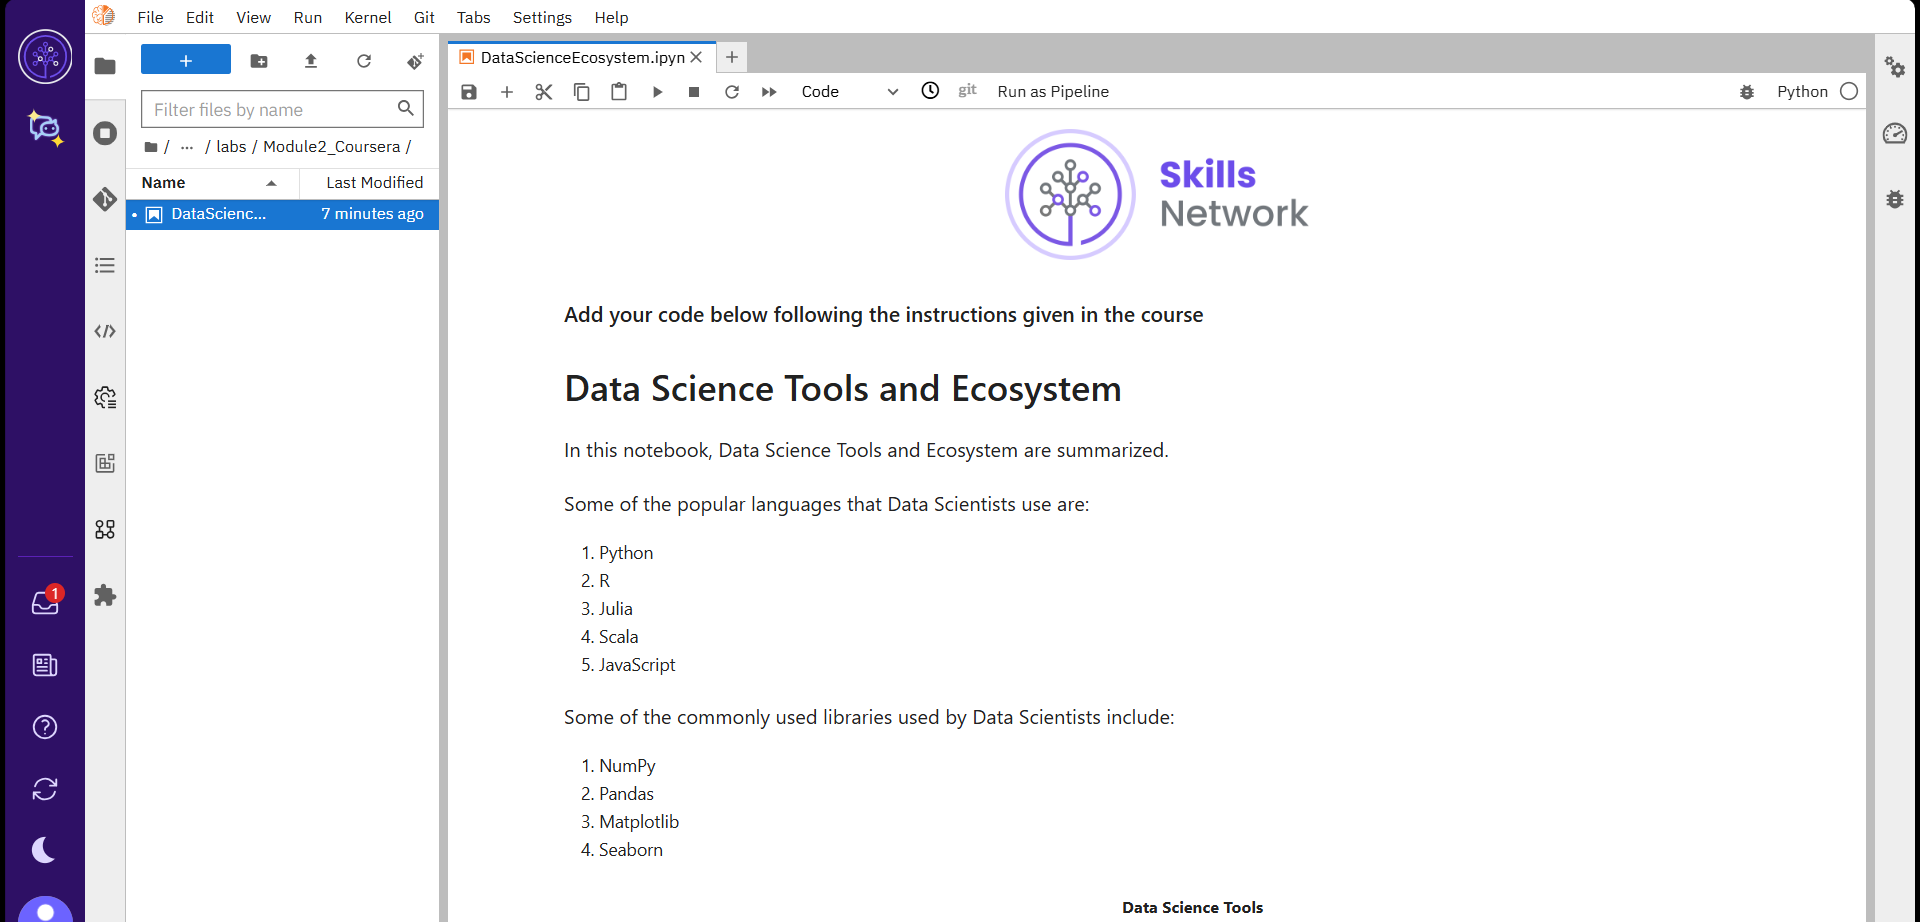 File Edit View Run Kernel Git Tabs Settings Help
DataScienceEcosystem.ipyn
Filter files by name
/ ... / labs / Module2_Coursera /
Name Last Modified
DataScienc... 7 minutes ago
Code git Run as Pipeline Python
Skills
Network
Add your code below following the instructions given in the course
Data Science Tools and Ecosystem
In this notebook, Data Science Tools and Ecosystem are summarized.
Some of the popular languages that Data Scientists use are:
1. Python
2. R
3. Julia
4. Scala
5. JavaScript
Some of the commonly used libraries used by Data Scientists include:
1. NumPy
2. Pandas
3. Matplotlib
4. Seaborn
Data Science Tools
1